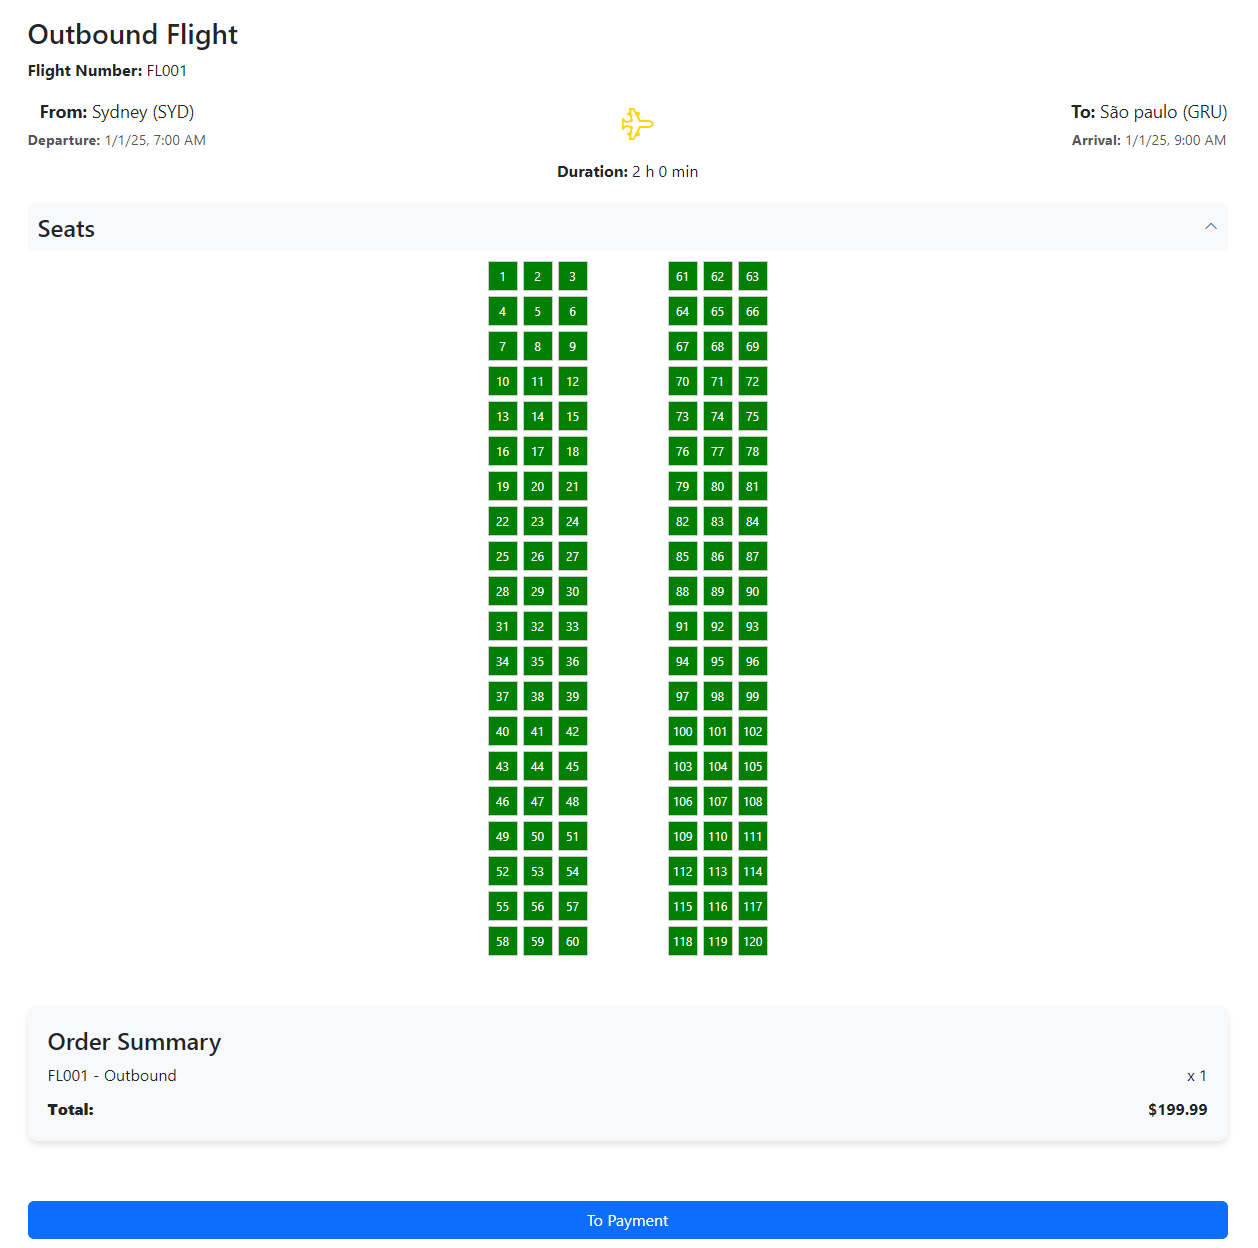 Outbound Flight
Flight Number: FL001
From: Sydney (SYD)
To: São paulo (GRU)
Departure: 1/1/25, 7:00 AM
Arrival: 1/1/25, 9:00 AM
Duration: 2 h 0 min
Seats
1 2 3 61 62 63
4 5 6 64 65 66
7 8 9 67 68 69
10 11 12 70 71 72
13 14 15 73 74 75
16 17 18 76 77 78
19 20 21 79 80 81
22 23 24 82 83 84
25 26 27 85 86 87
28 29 30 88 89 90
31 32 33 91 92 93
34 35 36 94 95 96
37 38 39 97 98 99
40 41 42 100 101 102
43 44 45 103 104 105
46 47 48 106 107 108
49 50 51 109 110 111
52 53 54 112 113 114
55 56 57 115 116 117
58 59 60 118 119 120
Order Summary
FL001 - Outbound x 1
Total: $199.99
To Payment